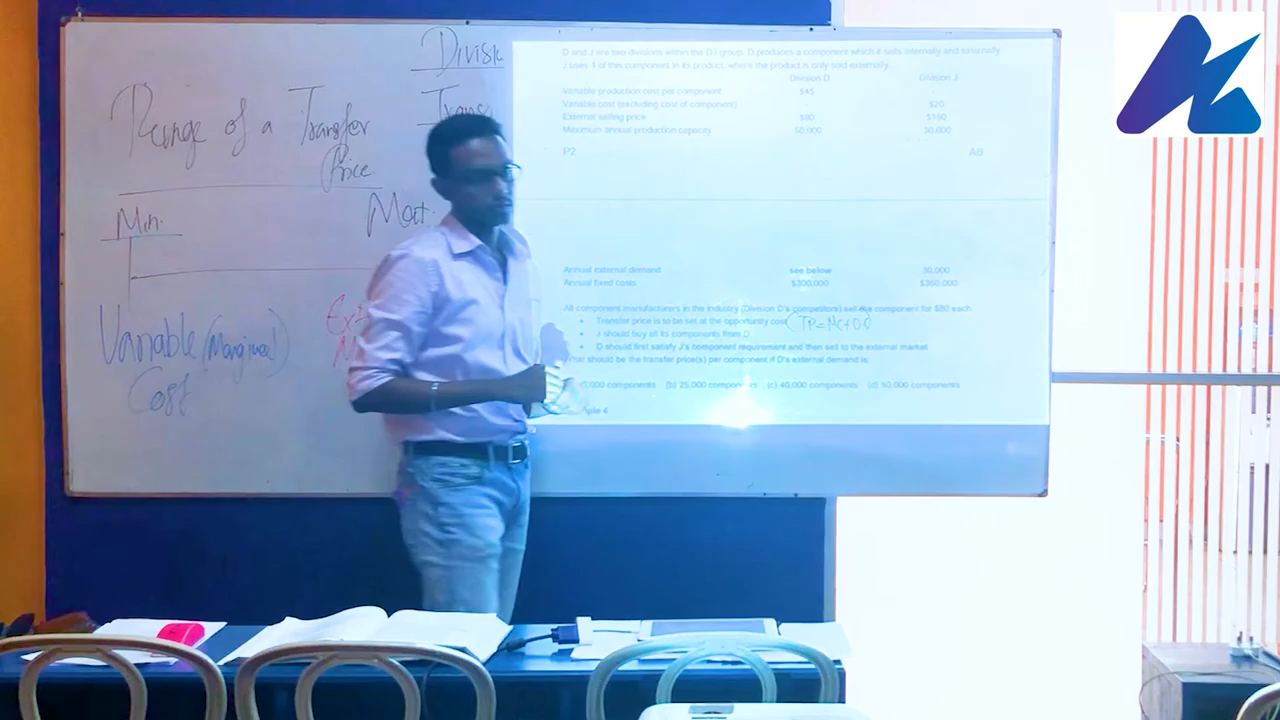 Divisi
Range of a Transfer
Price
Trans
Min.
Variable (Marginal)
Cost
D and J are two divisions within the DJ group. D produces a component which it sells internally and externally.
J uses 1 of this component in its product, where the product is only sold externally.
Division D Division J
Variable production cost per component $45 -
Variable cost (excluding cost of component) - $20
External selling price $80 $150
Maximum annual production capacity 50,000 30,000
P2
Annual external demand see below 30,000
Annual fixed costs $300,000 $360,000
All component manufacturers in the industry (Division D's competitors) sell the component for $80 each.
• Transfer price is to be set at the opportunity cost (TP=MC+OC)
• J should buy all its components from D
• D should first satisfy J's component requirement and then sell to the external market
What should be the transfer price(s) per component if D's external demand is:
,000 components (b) 25,000 components (c) 40,000 components (d) 50,000 components
ple 4